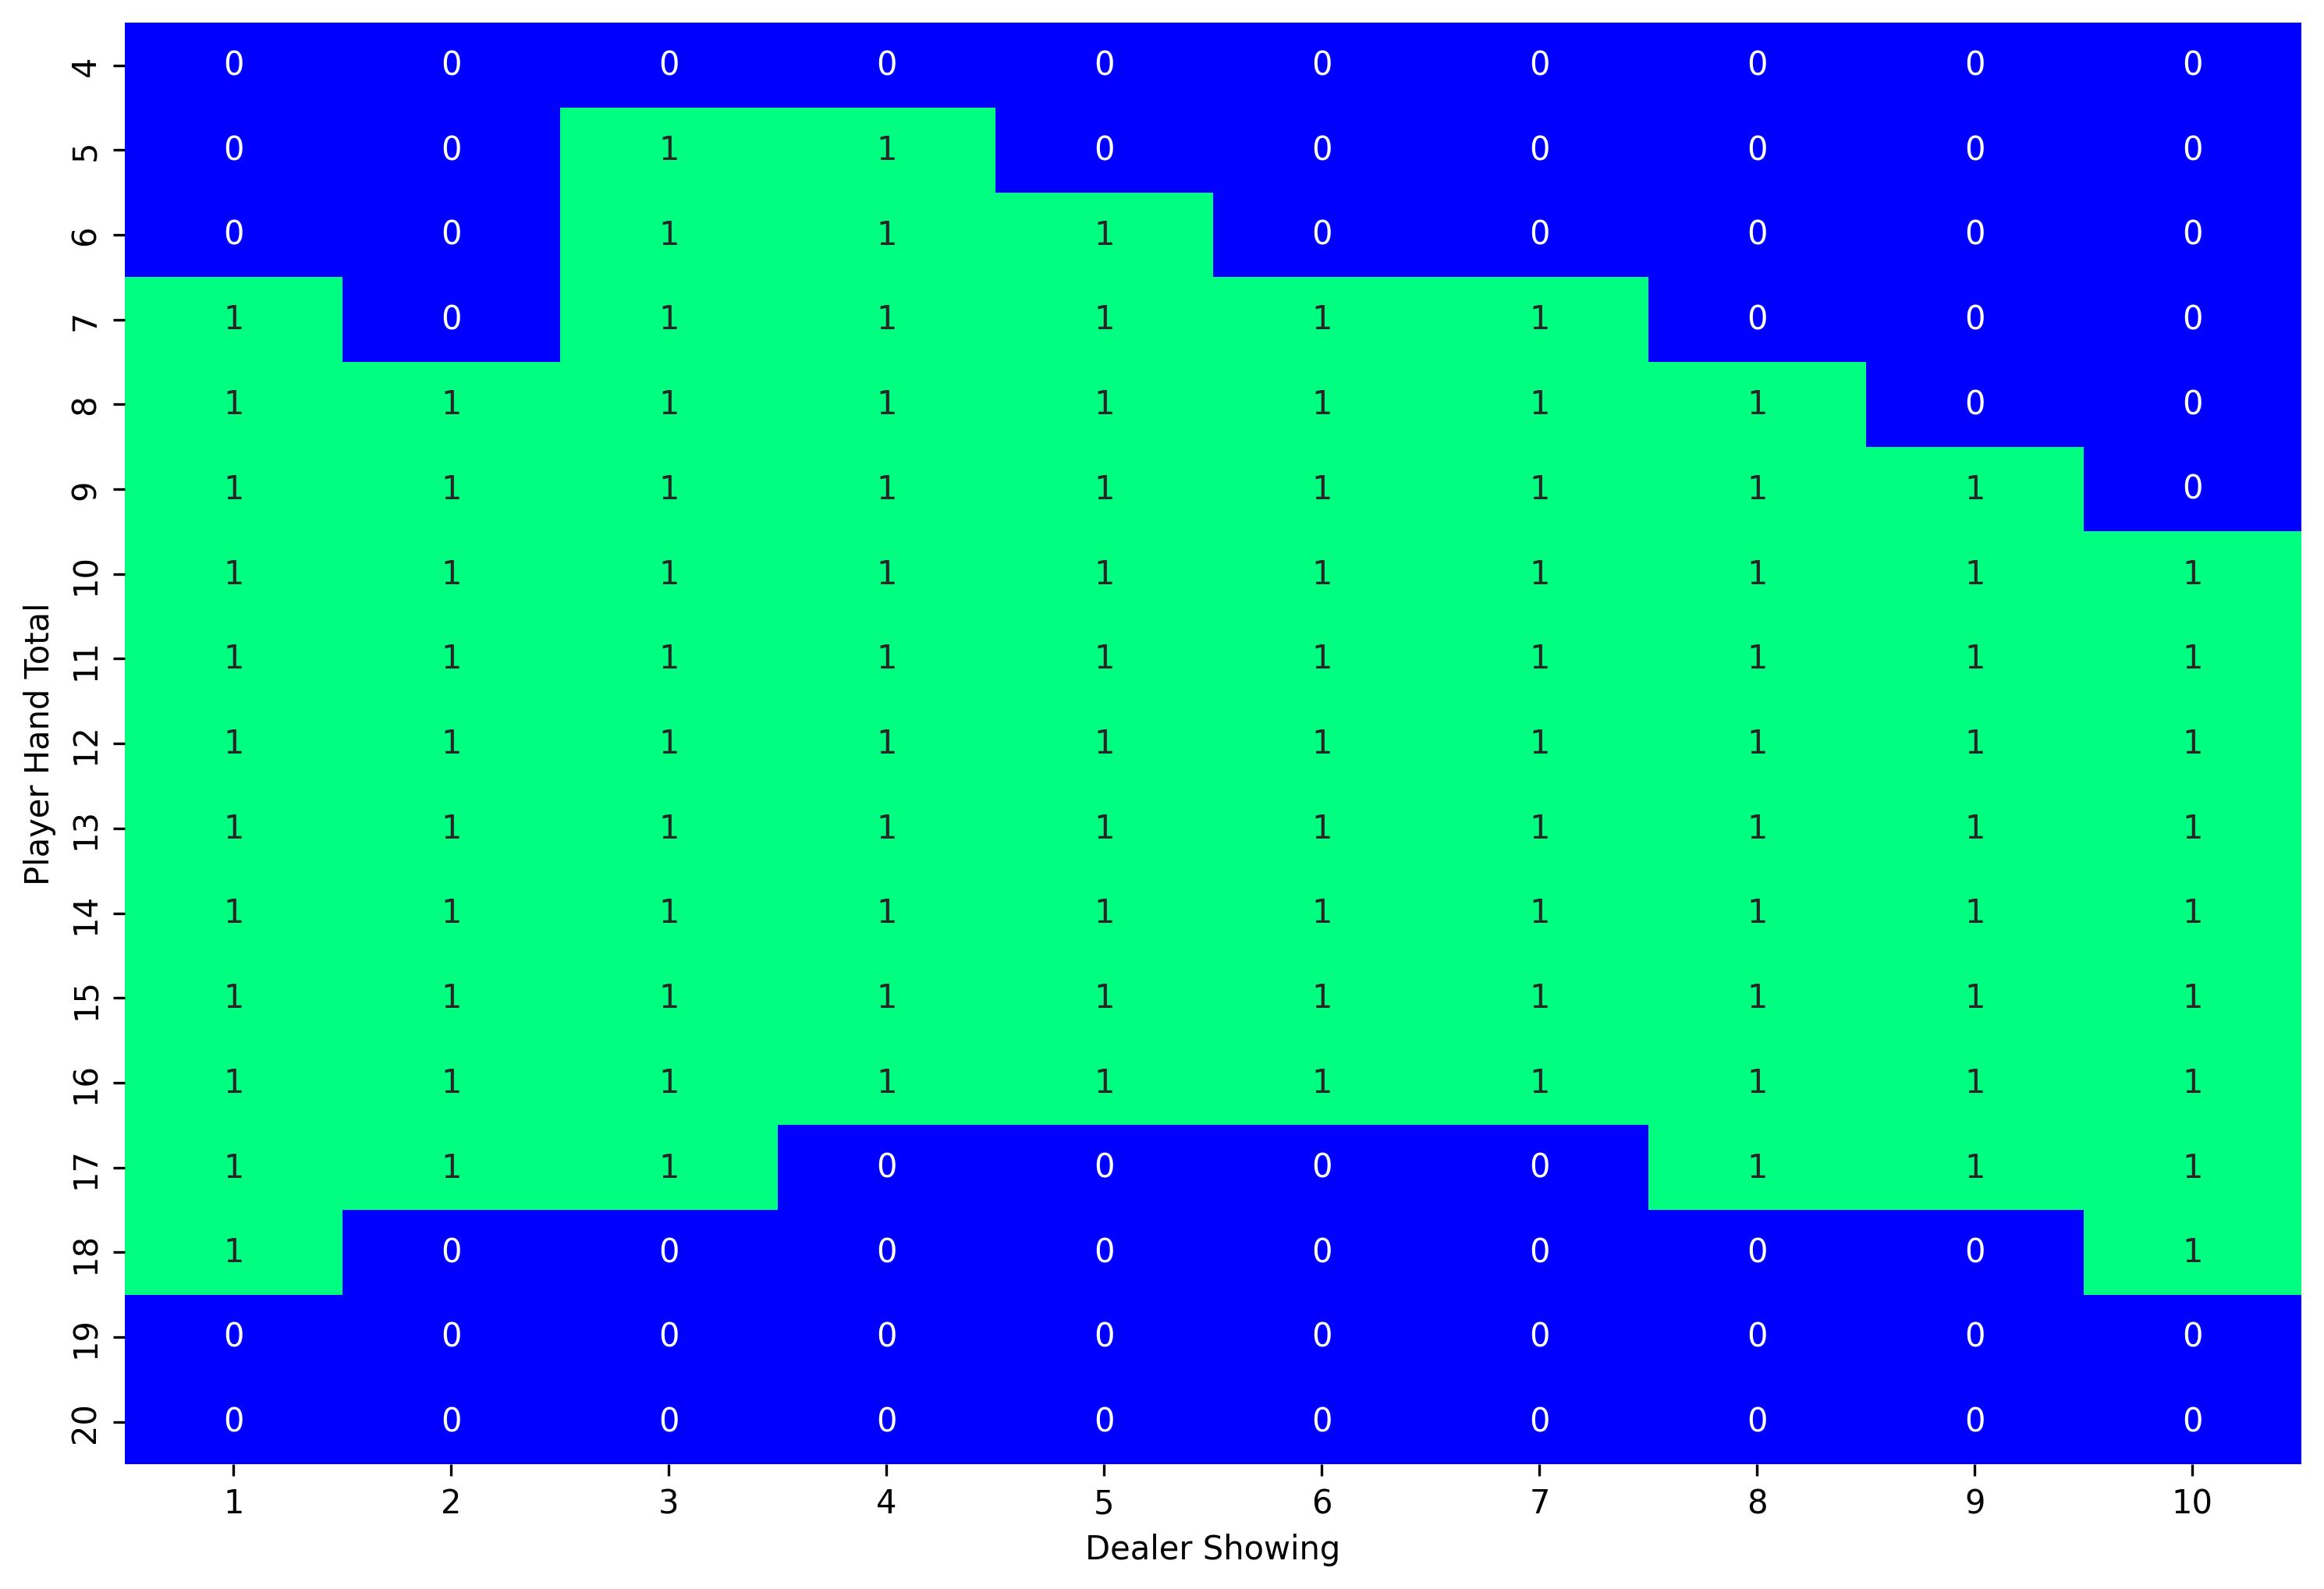 4 0 0 0 0 0 0 0 0 0 0
5 0 0 1 1 0 0 0 0 0 0
6 0 0 1 1 1 0 0 0 0 0
7 1 0 1 1 1 1 1 0 0 0
8 1 1 1 1 1 1 1 1 0 0
9 1 1 1 1 1 1 1 1 1 0
10 1 1 1 1 1 1 1 1 1 1
11 1 1 1 1 1 1 1 1 1 1
12 1 1 1 1 1 1 1 1 1 1
13 1 1 1 1 1 1 1 1 1 1
14 1 1 1 1 1 1 1 1 1 1
15 1 1 1 1 1 1 1 1 1 1
16 1 1 1 1 1 1 1 1 1 1
17 1 1 1 0 0 0 0 1 1 1
18 1 0 0 0 0 0 0 0 0 1
19 0 0 0 0 0 0 0 0 0 0
20 0 0 0 0 0 0 0 0 0 0
1 2 3 4 5 6 7 8 9 10
Dealer Showing
Player Hand Total